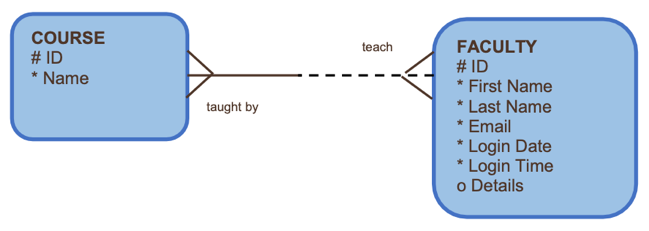 COURSE
# ID
* Name
taught by
teach
FACULTY
# ID
* First Name
* Last Name
* Email
* Login Date
* Login Time
o Details